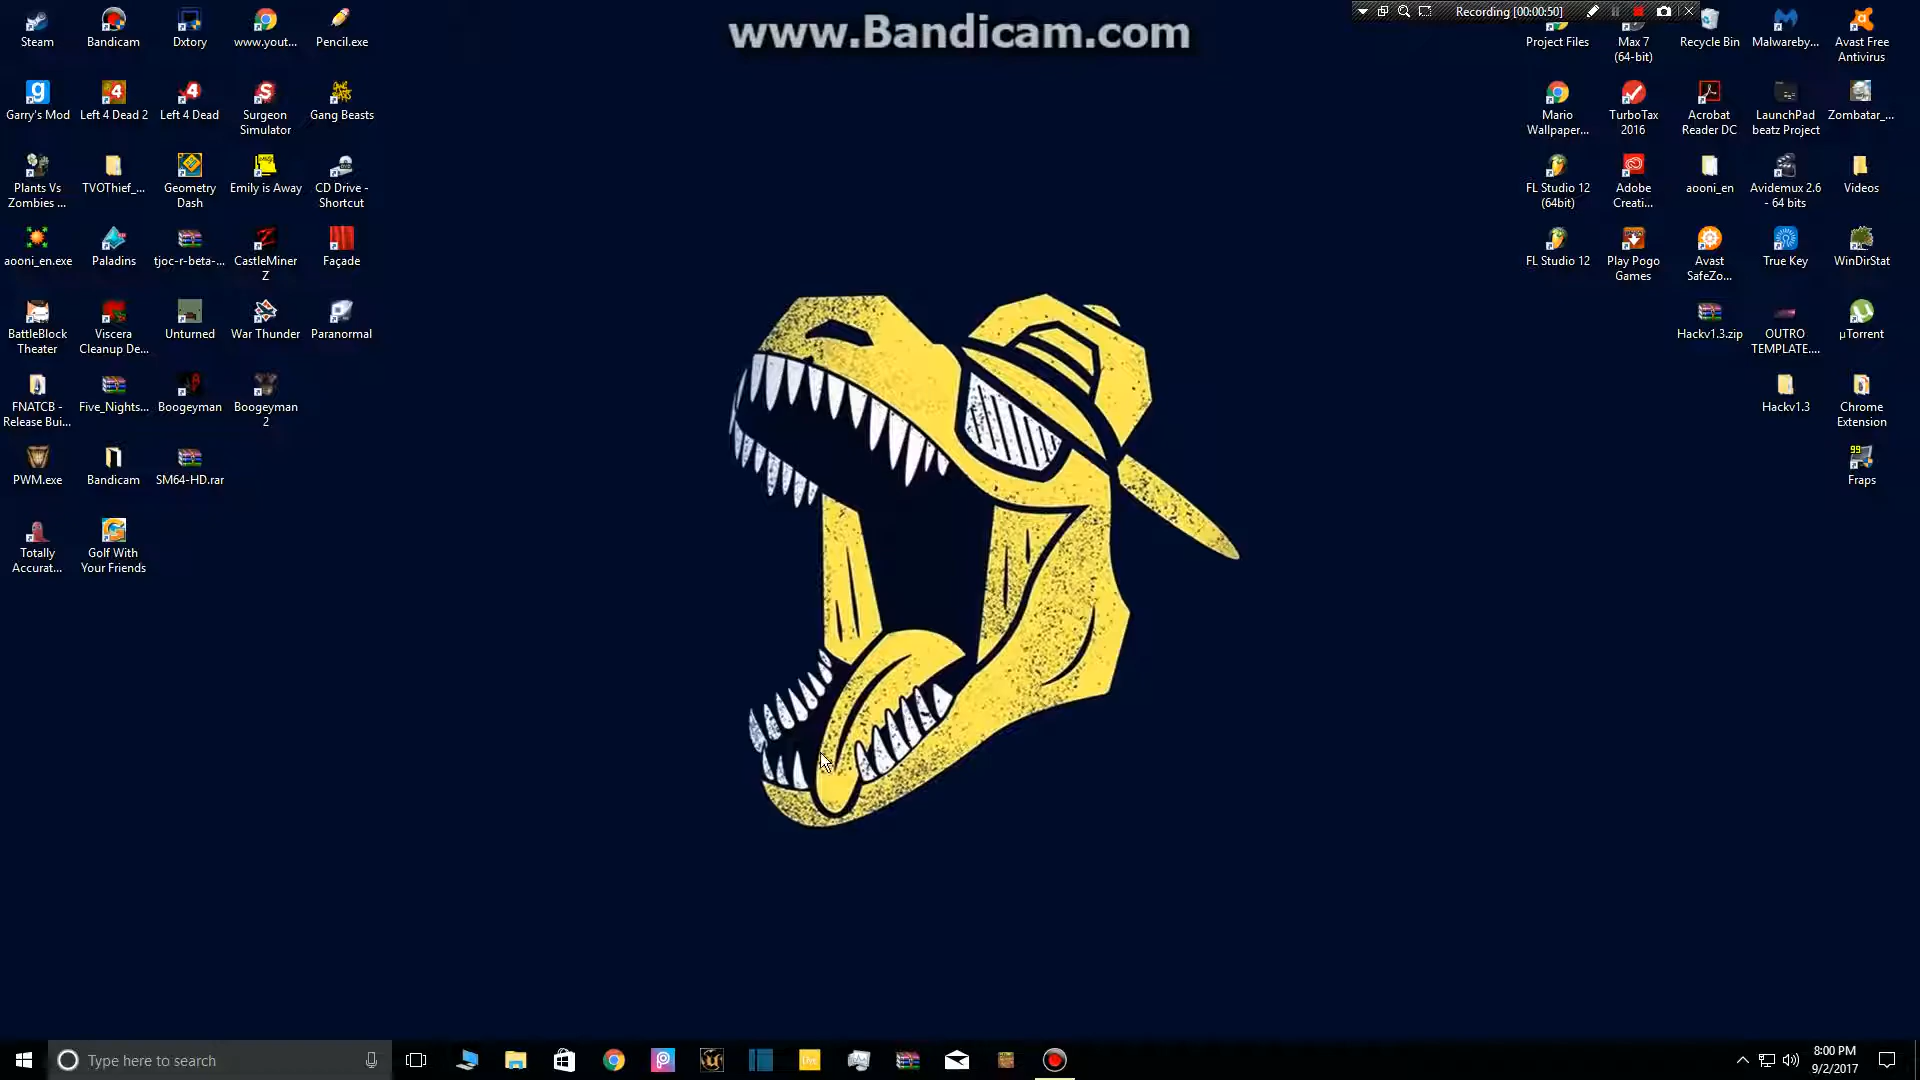 www.Bandicam.com
Recording [00:00:50]
Steam
Bandicam
Dxtory
www.yout...
Pencil.exe
Project Files
Max 7
(64-bit)
Recycle Bin
Malwareby...
Avast Free
Antivirus
Garry's Mod
Left 4 Dead 2
Left 4 Dead
Surgeon
Simulator
Gang Beasts
Mario
Wallpaper...
TurboTax
2016
Acrobat
Reader DC
LaunchPad
beatz Project
Zombatar_...
Plants Vs
Zombies ...
TVOThief_...
Geometry
Dash
Emily is Away
CD Drive -
Shortcut
FL Studio 12
(64bit)
Adobe
Creati...
aooni_en
Avidemux 2.6
- 64 bits
Videos
aooni_en.exe
Paladins
tjoc-r-beta-...
CastleMiner
Z
Façade
FL Studio 12
Play Pogo
Games
Avast
SafeZo...
True Key
WinDirStat
BattleBlock
Theater
Viscera
Cleanup De...
Unturned
War Thunder
Paranormal
Hackv1.3.zip
OUTRO
TEMPLATE....
µTorrent
FNATCB -
Release Bui...
Five_Nights...
Boogeyman
Boogeyman
2
Hackv1.3
Chrome
Extension
PWM.exe
Bandicam
SM64-HD.rar
99
Fraps
Totally
Accurat...
Golf With
Your Friends
Type here to search
8:00 PM
9/2/2017